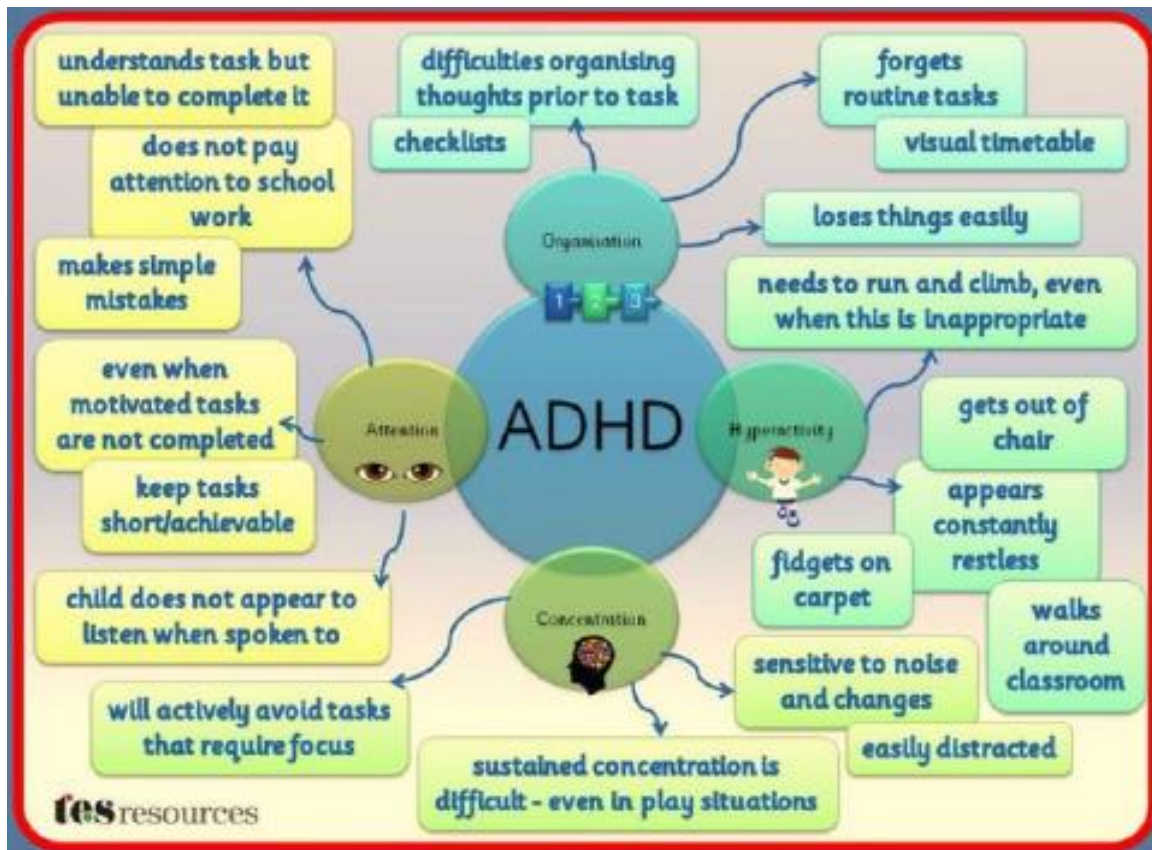 understands task but
unable to complete it
does not pay
attention to school
work
makes simple
mistakes
even when
motivated tasks
are not completed
keep tasks
short/achievable
child does not appear to
listen when spoken to
will actively avoid tasks
that require focus
difficulties organising
thoughts prior to task
checklists
forgets
routine tasks
visual timetable
loses things easily
needs to run and climb, even
when this is inappropriate
gets out of
chair
appears
constantly
restless
fidgets on
carpet
walks
around
classroom
sensitive to noise
and changes
easily distracted
sustained concentration is
difficult - even in play situations
Organisation
1 2 3
Attention
ADHD
Hyperactivity
Concentration
tes resources